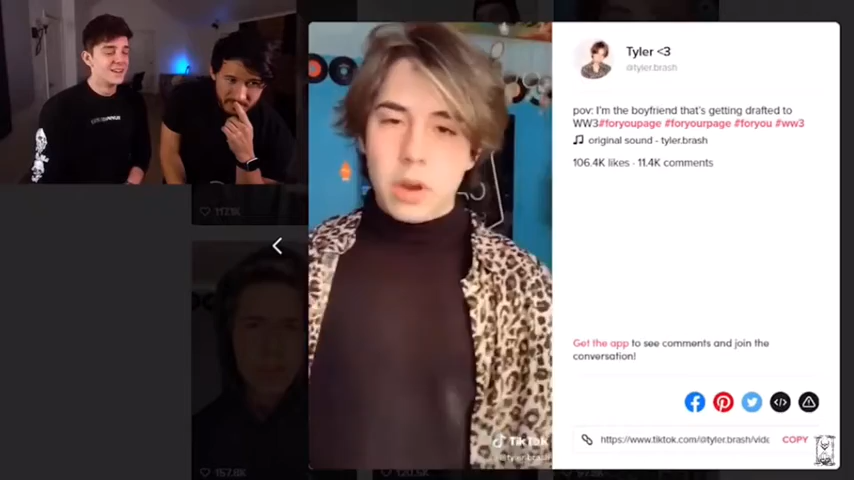 Tyler <3
@tyler.brash
pov: I'm the boyfriend that's getting drafted to
WW3#foryoupage #foryourpage #foryou #ww3
original sound - tyler.brash
106.4K likes · 11.4K comments
Get the app to see comments and join the
conversation!
https://www.tiktok.com/@tyler.brash/vid
COPY
TikTok
@tyler.brash
157.8K